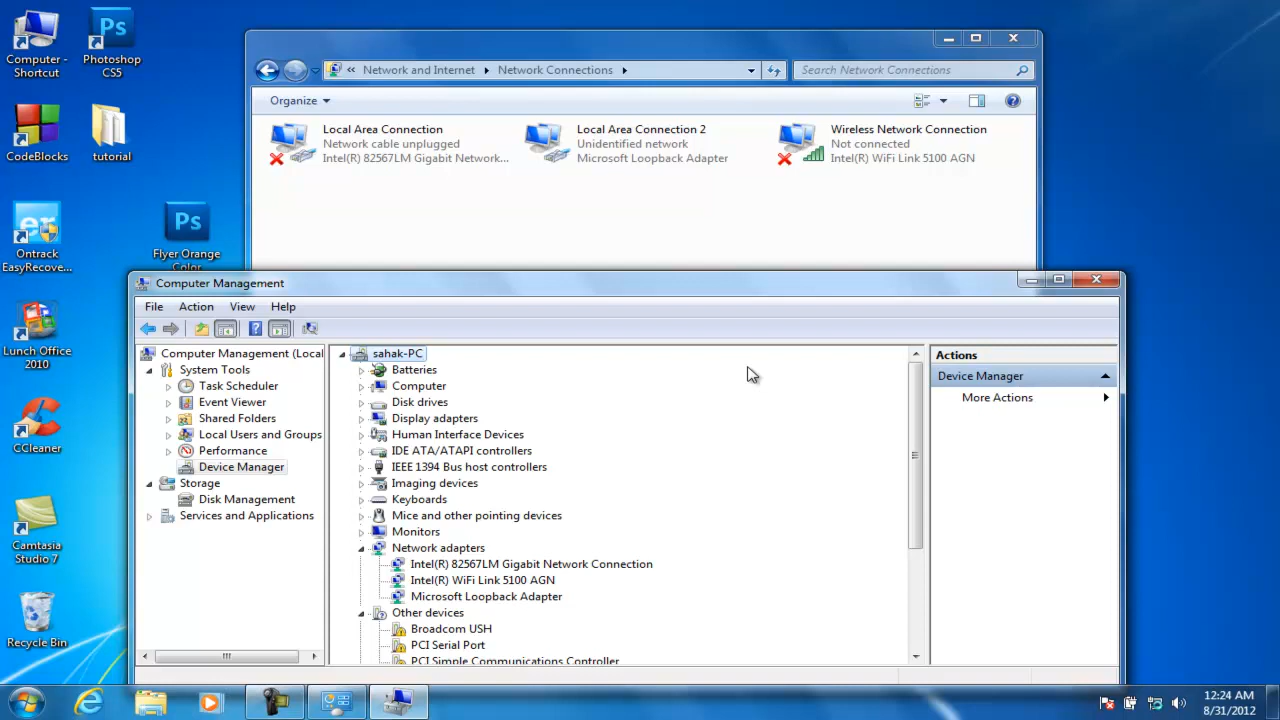 Computer -
Shortcut
Ps
Photoshop
CS5
CodeBlocks
tutorial
er
Ontrack
EasyRecove...
Ps
Flyer Orange
Color
Lunch Office
2010
CCleaner
Camtasia
Studio 7
Recycle Bin
« Network and Internet Network Connections
Search Network Connections
Organize
Local Area Connection
Network cable unplugged
Intel(R) 82567LM Gigabit Network...
Local Area Connection 2
Unidentified network
Microsoft Loopback Adapter
Wireless Network Connection
Not connected
Intel(R) WiFi Link 5100 AGN
Computer Management
File Action View Help
Computer Management (Local
System Tools
Task Scheduler
Event Viewer
Shared Folders
Local Users and Groups
Performance
Device Manager
Storage
Disk Management
Services and Applications
sahak-PC
Batteries
Computer
Disk drives
Display adapters
Human Interface Devices
IDE ATA/ATAPI controllers
IEEE 1394 Bus host controllers
Imaging devices
Keyboards
Mice and other pointing devices
Monitors
Network adapters
Intel(R) 82567LM Gigabit Network Connection
Intel(R) WiFi Link 5100 AGN
Microsoft Loopback Adapter
Other devices
Broadcom USH
PCI Serial Port
PCI Simple Communications Controller
Actions
Device Manager
More Actions
12:24 AM
8/31/2012